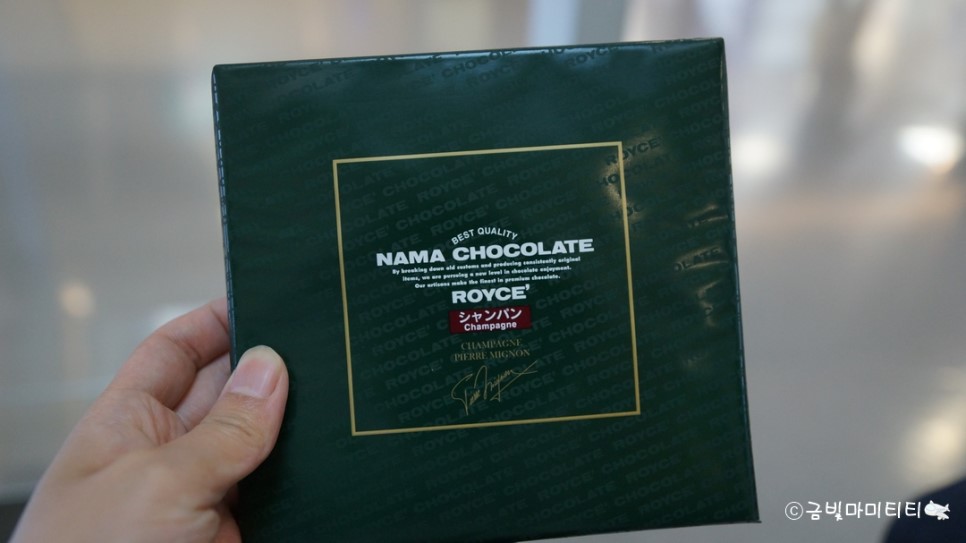 BEST QUALITY
NAMA CHOCOLATE
By breaking down old customs and producing consistently original
items, we are pursuing a new level in chocolate enjoyment.
Our artisans make the finest in premium chocolate.
ROYCE'
シャンパン
Champagne
CHAMPAGNE
PIERRE MIGNON
©금빛마미티티